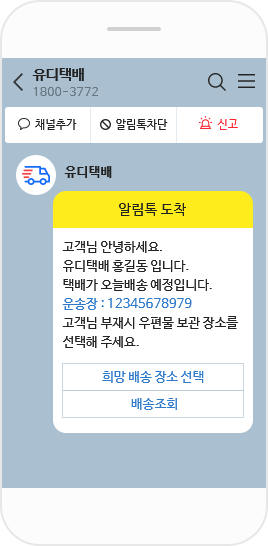 유디택배
1800-3772
채널추가
알림톡차단
신고
유디택배
알림톡 도착
고객님 안녕하세요.
유디택배 홍길동 입니다.
택배가 오늘배송 예정입니다.
운송장 : 12345678979
고객님 부재시 우편물 보관 장소를
선택해 주세요.
희망 배송 장소 선택
배송조회